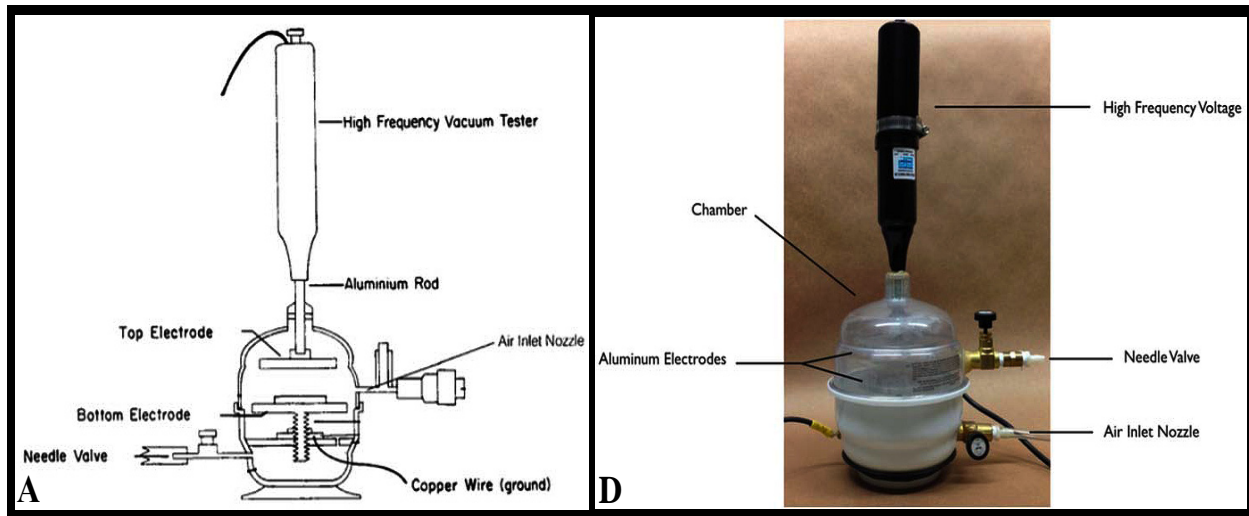 High Frequency Vacuum Tester
Aluminium Rod
Top Electrode
Air Inlet Nozzle
Bottom Electrode
Needle Valve
Copper Wire (ground)
A
High Frequency Voltage
Chamber
Aluminum Electrodes
Needle Valve
Air Inlet Nozzle
D